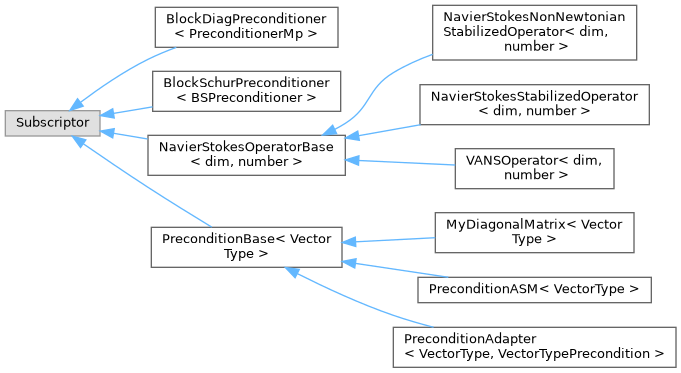 Subscriptor
BlockDiagPreconditioner
< PreconditionerMp >
BlockSchurPreconditioner
< BSPreconditioner >
NavierStokesOperatorBase
< dim, number >
PreconditionBase< Vector
Type >
NavierStokesNonNewtonian
StabilizedOperator< dim,
number >
NavierStokesStabilizedOperator
< dim, number >
VANSOperator< dim,
number >
MyDiagonalMatrix< Vector
Type >
PreconditionASM< VectorType >
PreconditionAdapter
< VectorType, VectorTypePrecondition >